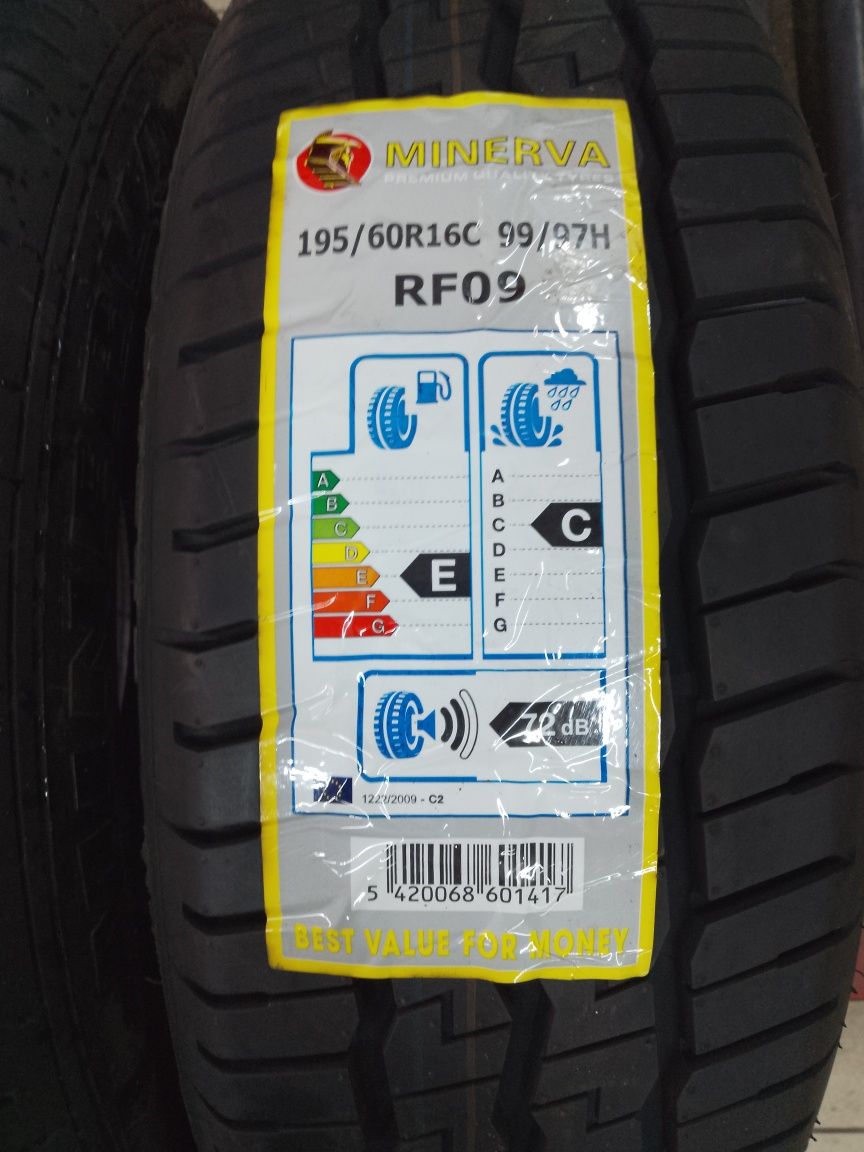 MINERVA
PREMIUM QUALITY TYRES
195/60R16C 99/97H
RF09
A
B
C
D
E
F
G
E
A
B
C
D
E
F
G
C
72 dB
1222/2009 - C2
5 420068 601417
BEST VALUE FOR MONEY